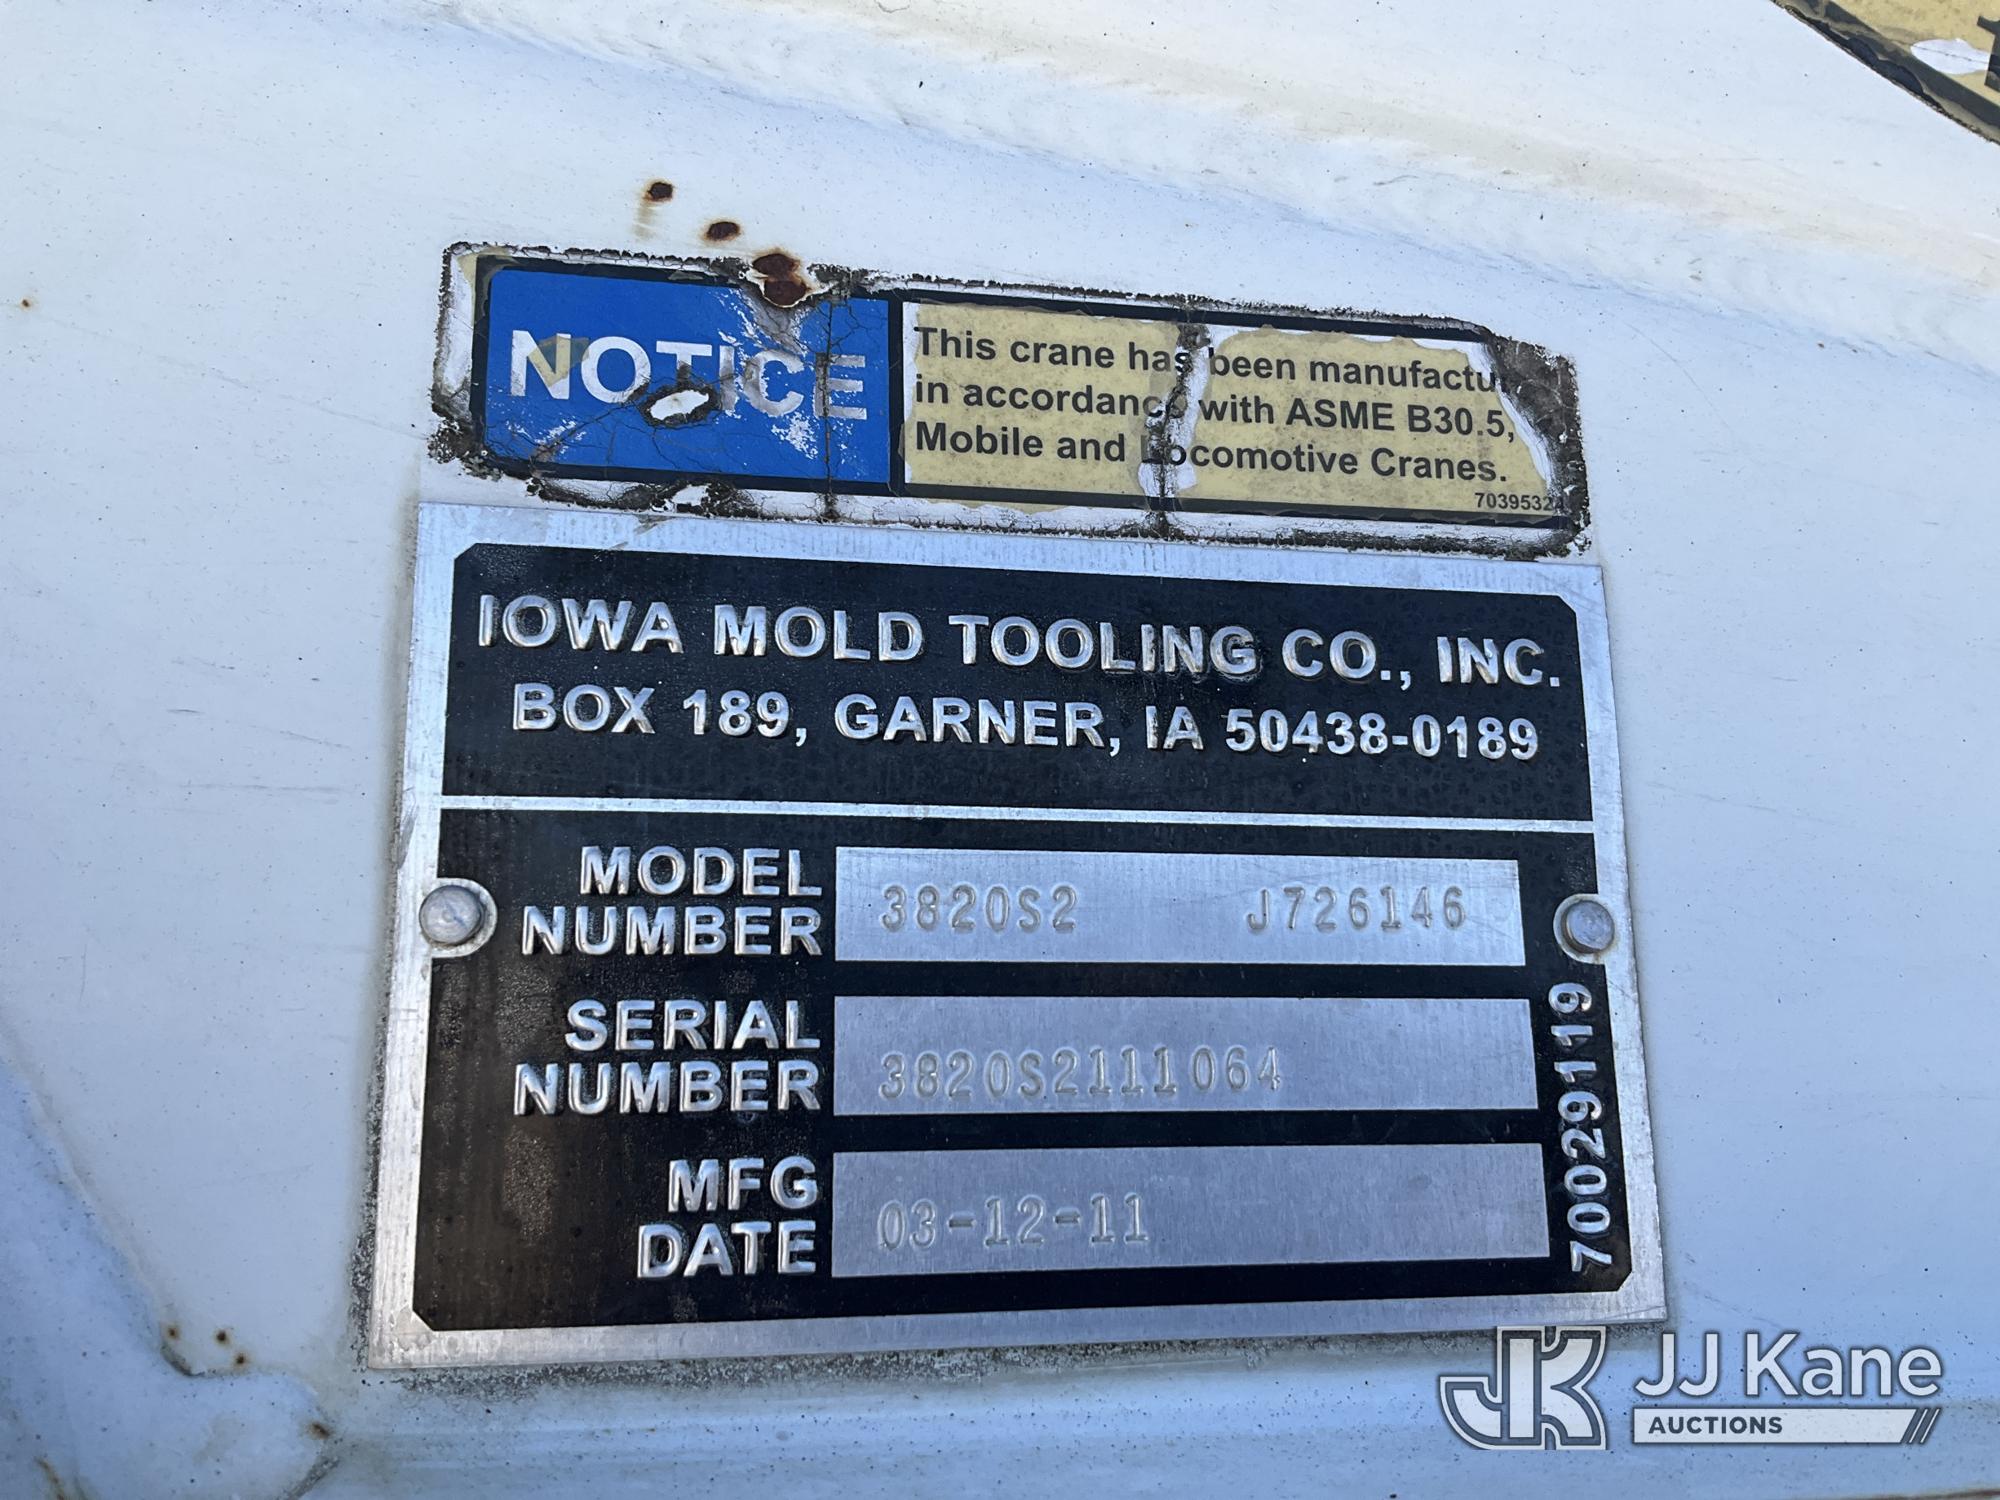 NOTICE
This crane has been manufactu
in accordance with ASME B30.5,
Mobile and Locomotive Cranes.
7039532
IOWA MOLD TOOLING CO., INC.
BOX 189, GARNER, IA 50438-0189
MODEL
NUMBER
3820S2 J726146
SERIAL
NUMBER
3820S2111064
MFG
DATE
03-12-11
70029119
JJ Kane
AUCTIONS